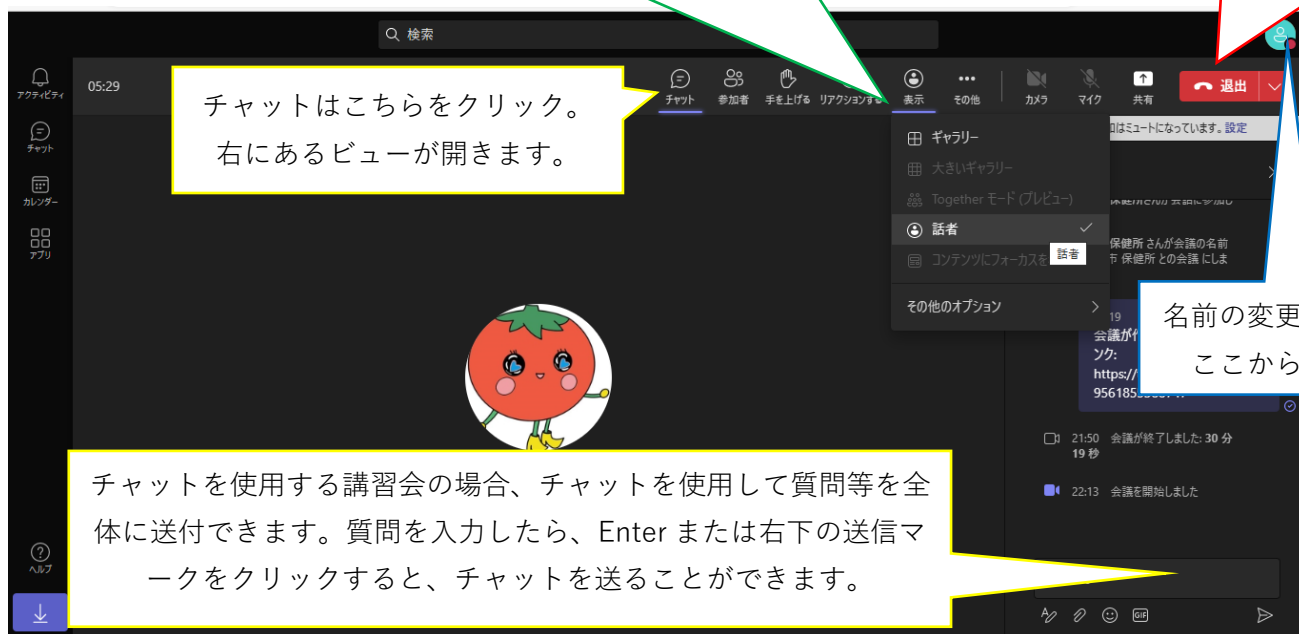 検索
アクティビティ
チャット
カレンダー
アプリ
ヘルプ
05:29
チャットはこちらをクリック。
右にあるビューが開きます。
チャット
参加者
手を上げる
リアクションする
表示
その他
カメラ
マイク
共有
退出
ギャラリー
大きいギャラリー
Together モード (プレビュー)
話者
コンテンツにフォーカスを
話者
その他のオプション
はミュートになっています。設定
保健所さんが会議の名前
市 保健所 との会議 にしま
19
会議が
ンク:
https://
名前の変更
ここから
21:50 会議が終了しました: 30 分
19 秒
22:13 会議を開始しました
チャットを使用する講習会の場合、チャットを使用して質問等を全
体に送付できます。質問を入力したら、Enter または右下の送信マ
ークをクリックすると、チャットを送ることができます。
GIF